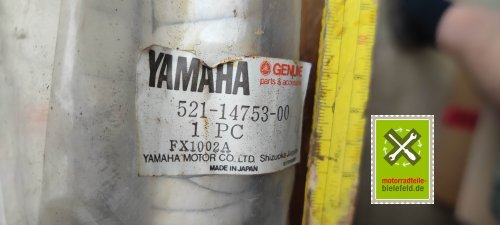 YAMAHA
GENUINE
parts & accessories
521-14753-00
1 PC
FX1002A
YAMAHA MOTOR CO., LTD. Shizuoka
MADE IN JAPAN
motorradteile-
bielefeld.de